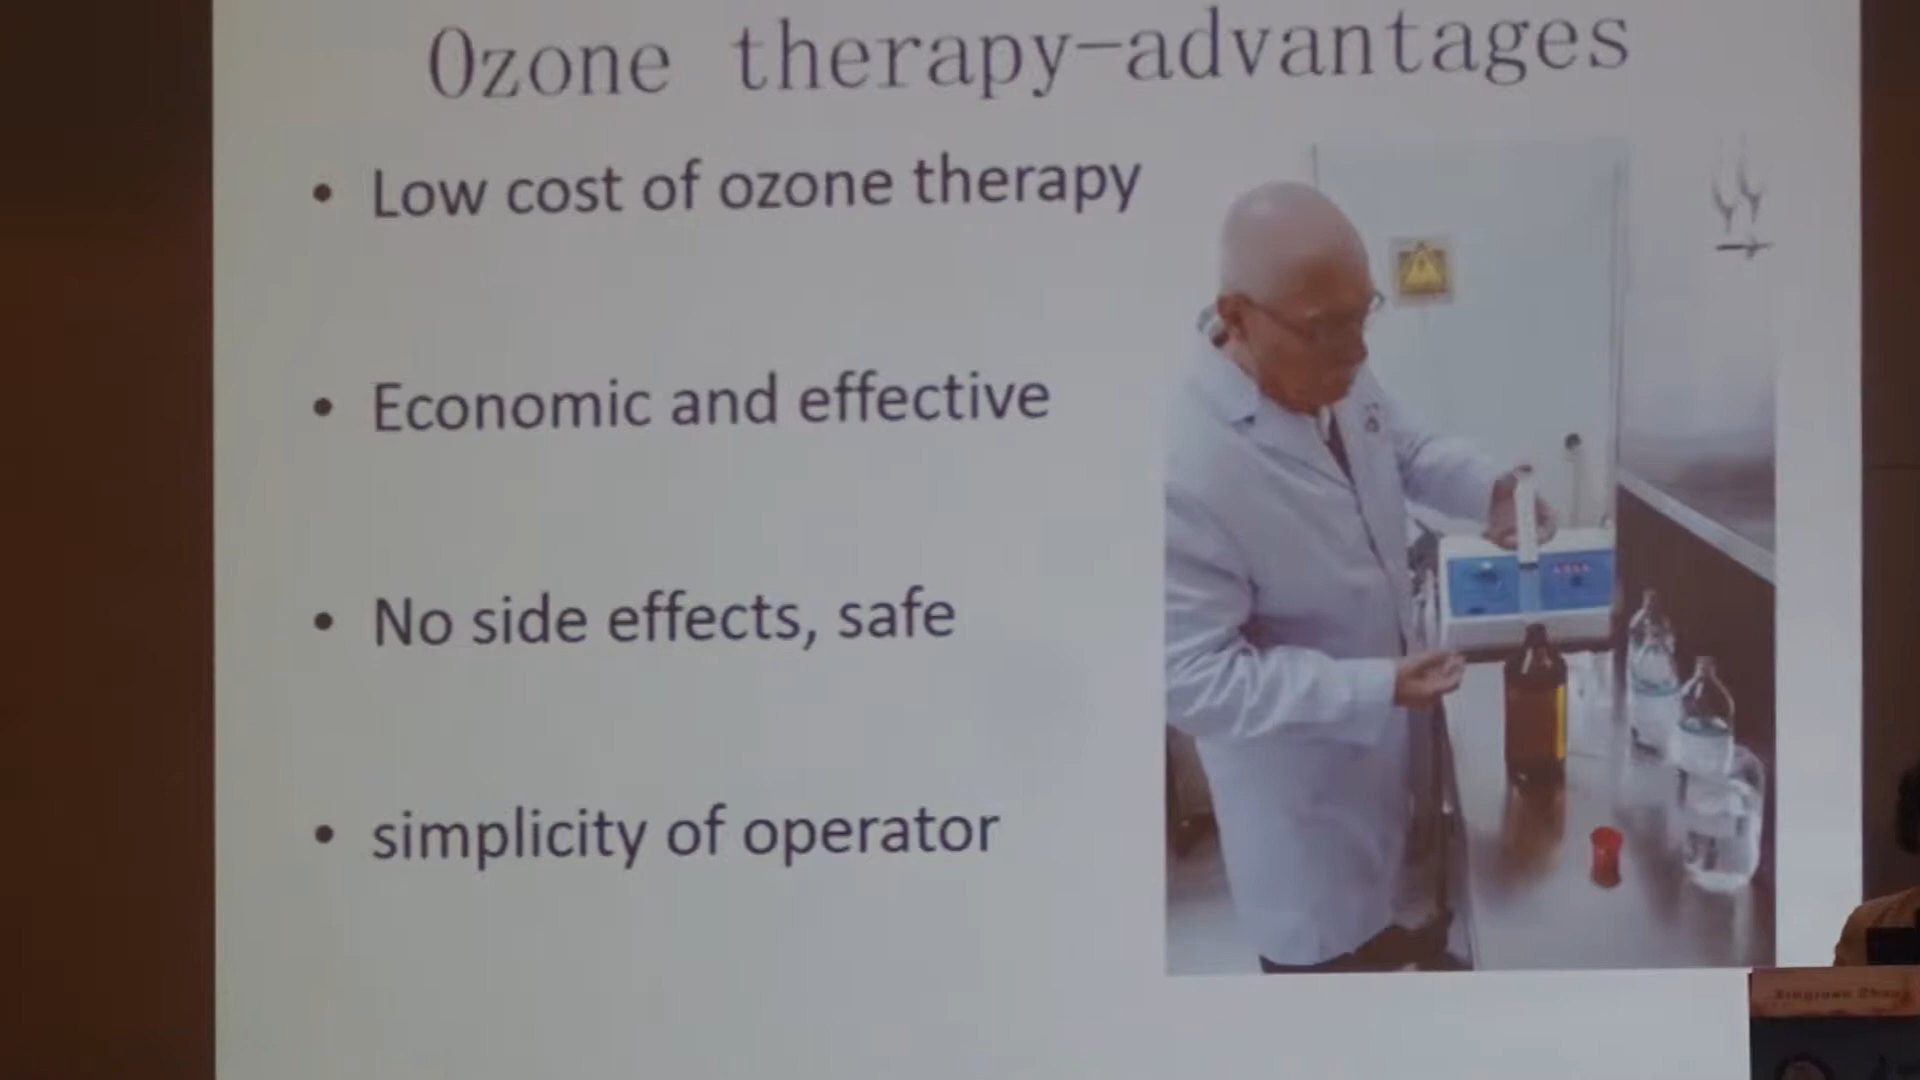 Ozone therapy-advantages
• Low cost of ozone therapy
• Economic and effective
• No side effects, safe
• simplicity of operator